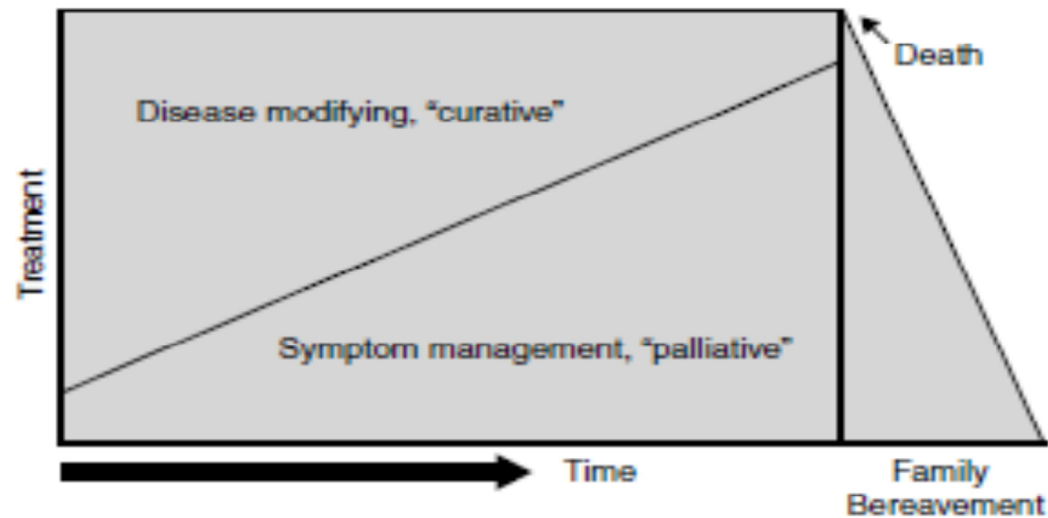 Death
Disease modifying, “curative”
Treatment
Symptom management, “palliative”
Time
Family
Bereavement